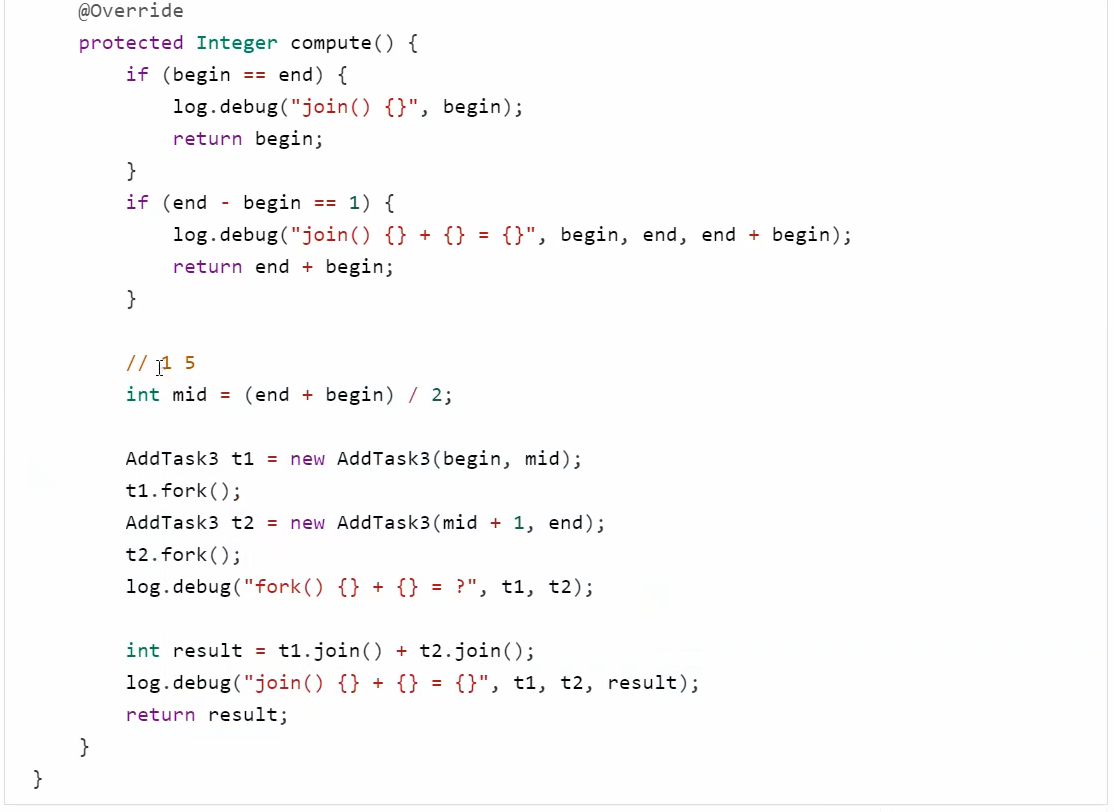 @Override
protected Integer compute() {
if (begin == end) {
log.debug("join() {}", begin);
return begin;
}
if (end - begin == 1) {
log.debug("join() {} + {} = {}", begin, end, end + begin);
return end + begin;
}
// 1 5
int mid = (end + begin) / 2;
AddTask3 t1 = new AddTask3(begin, mid);
t1.fork();
AddTask3 t2 = new AddTask3(mid + 1, end);
t2.fork();
log.debug("fork() {} + {} = ?", t1, t2);
int result = t1.join() + t2.join();
log.debug("join() {} + {} = {}", t1, t2, result);
return result;
}
}